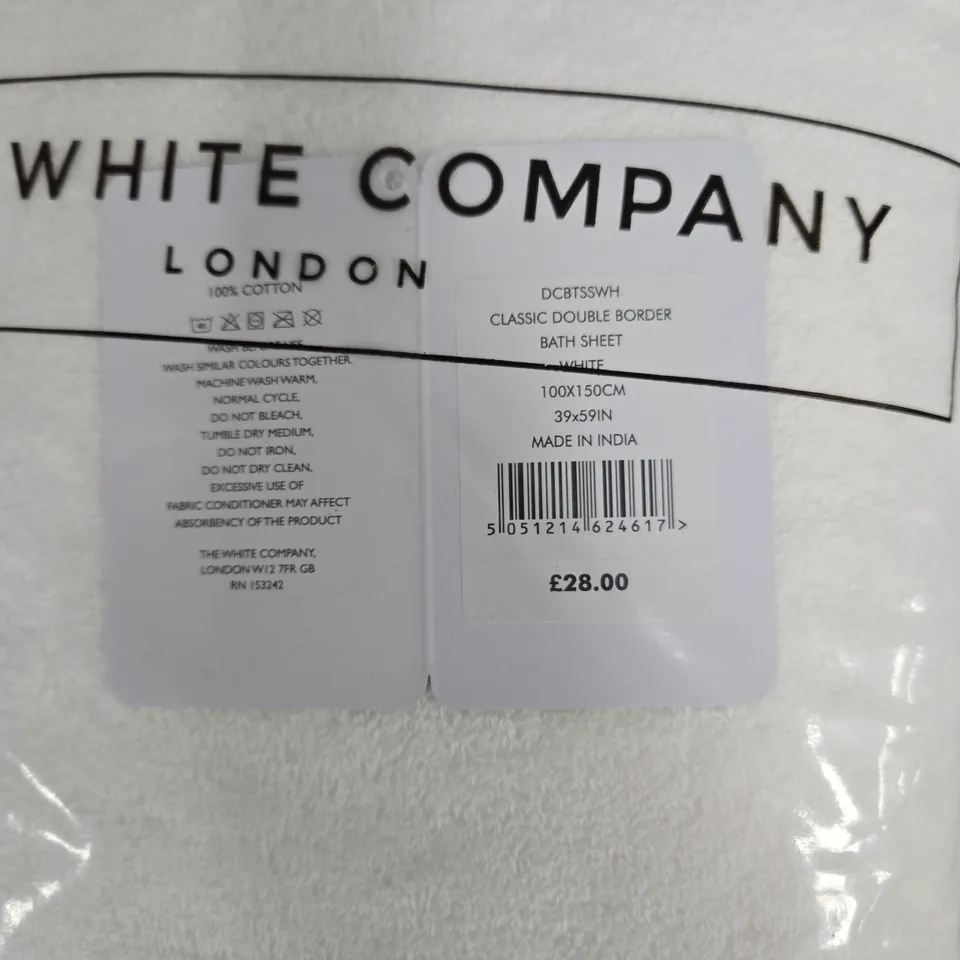 WHITE COMPANY
LONDON
100% COTTON
WASH BEFORE USE
WASH SIMILAR COLOURS TOGETHER.
MACHINE WASH WARM,
NORMAL CYCLE,
DO NOT BLEACH,
TUMBLE DRY MEDIUM,
DO NOT IRON,
DO NOT DRY CLEAN,
EXCESSIVE USE OF
FABRIC CONDITIONER MAY AFFECT
ABSORBENCY OF THE PRODUCT
THE WHITE COMPANY,
LONDON W12 7FR GB
RN 153242
DCBTSSWH
CLASSIC DOUBLE BORDER
BATH SHEET
WHITE
100X150CM
39x59IN
MADE IN INDIA
5 051214 624617 >
£28.00